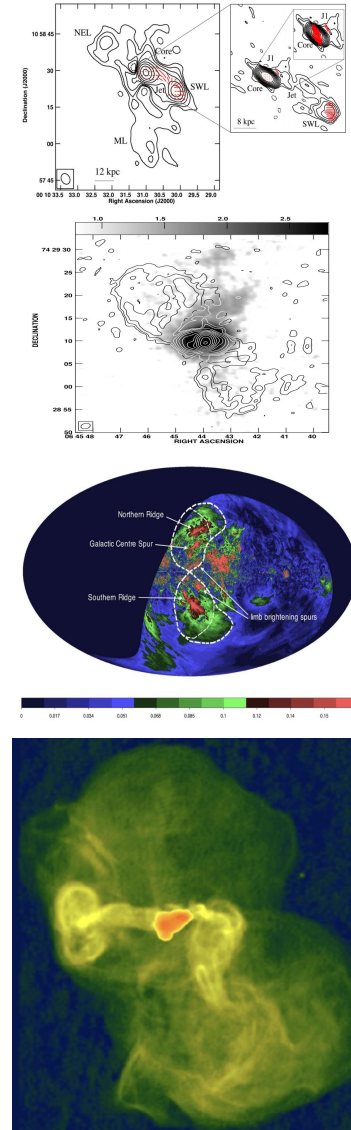 NEL
Core
SWL
Jet
ML
12 kpc
Declination (J2000)
10 58 45
30
15
00
57 45
00 10 33.5 33.0 32.5 32.0 31.5 31.0 30.5 30.0 29.5 29.0
Right Ascension (J2000)
J1
Core
J1
Core
Jet
SWL
8 kpc
1.0 1.5 2.0 2.5
DECLINATION
74 29 30
25
20
15
10
05
00
28 55
50
06 45 48 47 46 45 44 43 42 41 40
RIGHT ASCENSION
Northern Ridge
Galactic Centre Spur
Southern Ridge
limb brightening spurs
0 0.017 0.034 0.051 0.068 0.085 0.1 0.12 0.14 0.15